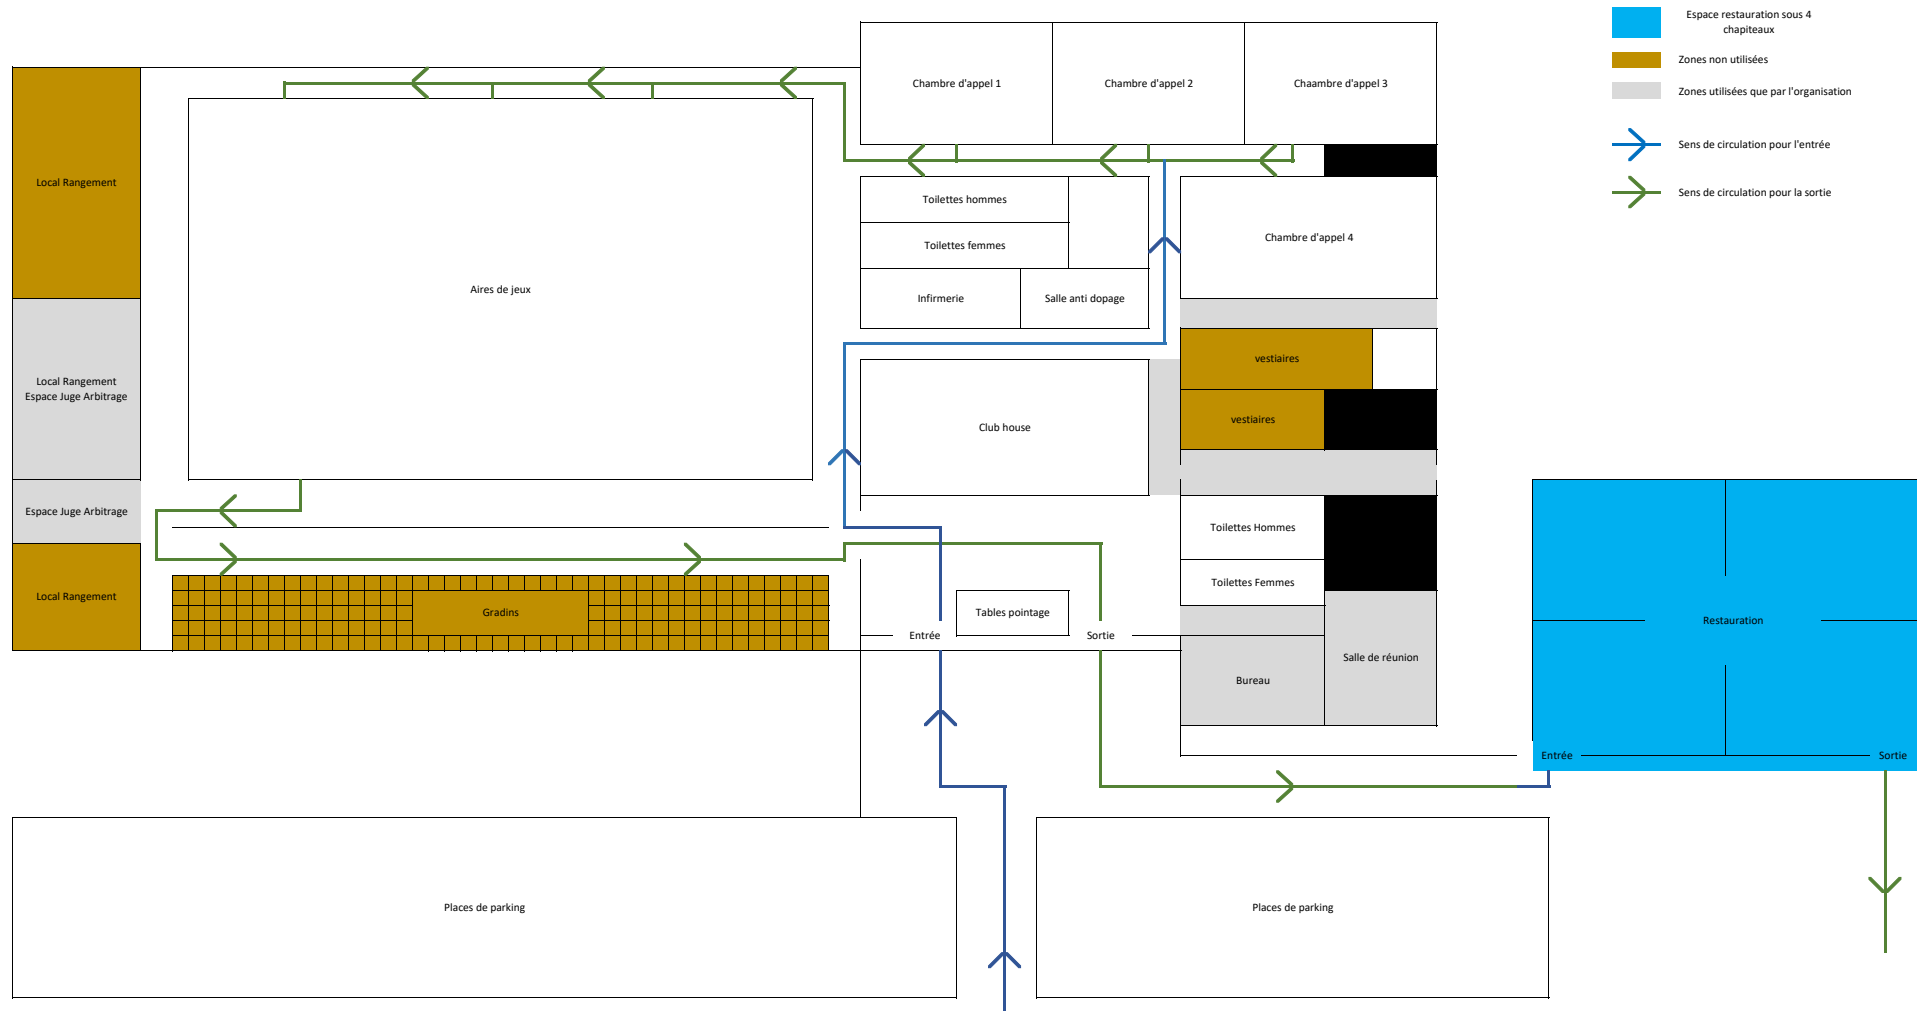 Espace restauration sous 4
chapiteaux
Zones non utilisées
Zones utilisées que par l'organisation
Sens de circulation pour l'entrée
Sens de circulation pour la sortie
Chambre d'appel 1
Chambre d'appel 2
Chaambre d'appel 3
Local Rangement
Toilettes hommes
Toilettes femmes
Chambre d'appel 4
Aires de jeux
Infirmerie
Salle anti dopage
vestiaires
Local Rangement
Espace Juge Arbitrage
vestiaires
Club house
Espace Juge Arbitrage
Toilettes Hommes
Toilettes Femmes
Local Rangement
Gradins
Tables pointage
Entrée
Sortie
Restauration
Salle de réunion
Bureau
Entrée
Sortie
Places de parking
Places de parking